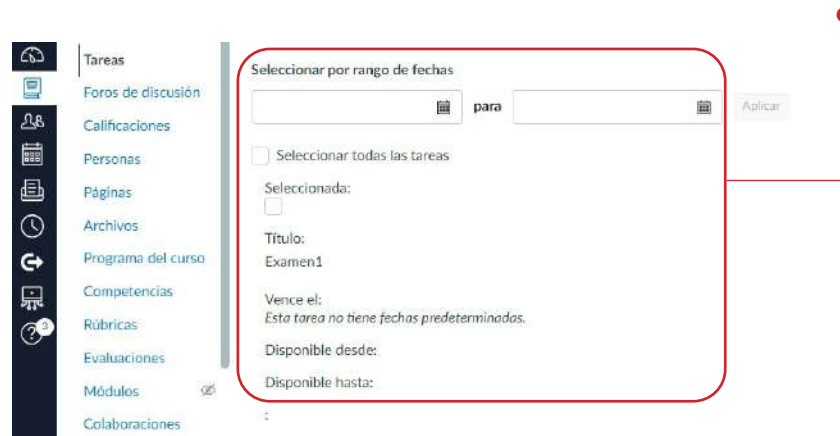 Tareas
Foros de discusión
Calificaciones
Personas
Páginas
Archivos
Programa del curso
Competencias
Rúbricas
Evaluaciones
Módulos
Colaboraciones
3
Seleccionar por rango de fechas
para
Aplicar
Seleccionar todas las tareas
Seleccionada:
Título:
Examen1
Vence el:
Esta tarea no tiene fechas predeterminadas.
Disponible desde:
Disponible hasta:
: